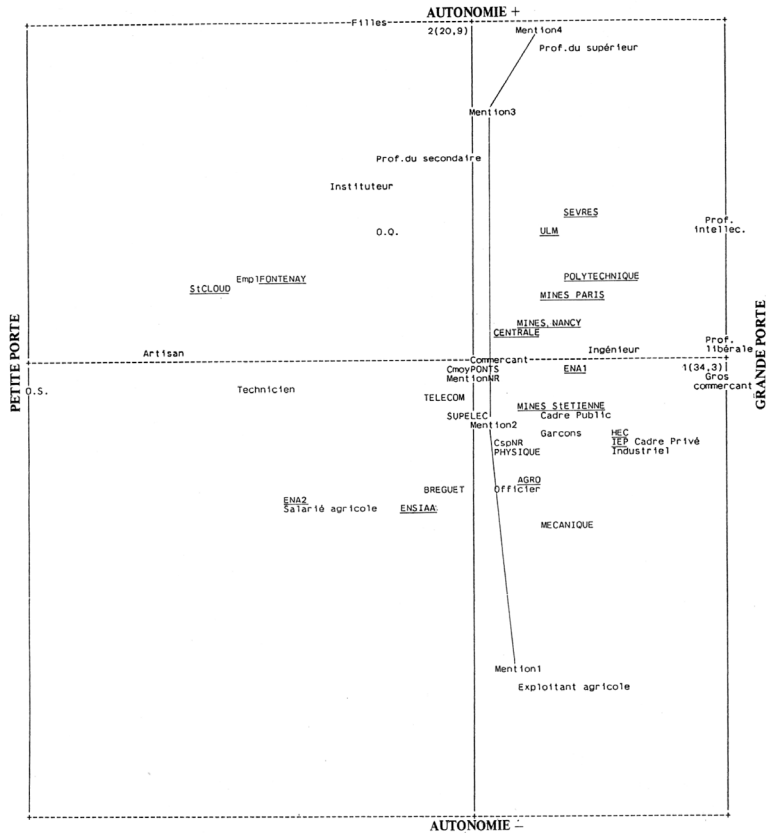 AUTONOMIE +
Filles
2(20,9)
Mention4
Prof.du supérieur
Mention3
Prof.du secondaire
Instituteur
SEVRES
Prof.
intellec.
O.Q.
ULM
Empl FONTENAY
POLYTECHNIQUE
StCLOUD
MINES PARIS
MINES, NANCY
CENTRALE
PETITE PORTE
GRANDE PORTE
Prof.
libérale
Artisan
Ingénieur
Commercant
CmoyPONTS
ENA1
1(34,3)
MentionNR
Gros
commercant
O.S.
Technicien
TELECOM
MINES StETIENNE
SUPELEC
Cadre Public
Mention2
Garcons
HEC
CspNR
IEP Cadre Privé
PHYSIQUE
Industriel
AGRO
BREGUET
Officier
ENA2
Salarié agricole
ENSIAA
MECANIQUE
Mention1
Exploitant agricole
AUTONOMIE –